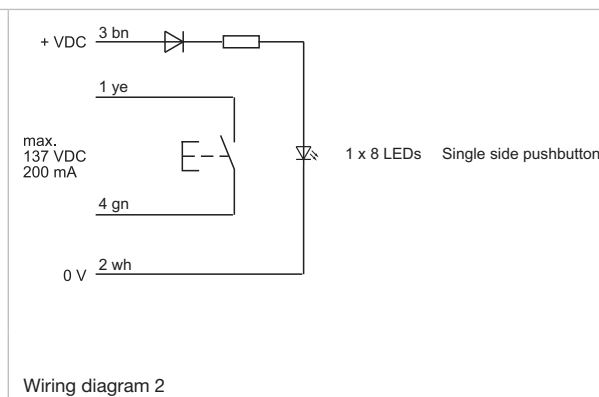 + VDC 3 bn
1 ye
max.
137 VDC
200 mA
1 x 8 LEDs Single side pushbutton
4 gn
0 V 2 wh
Wiring diagram 2